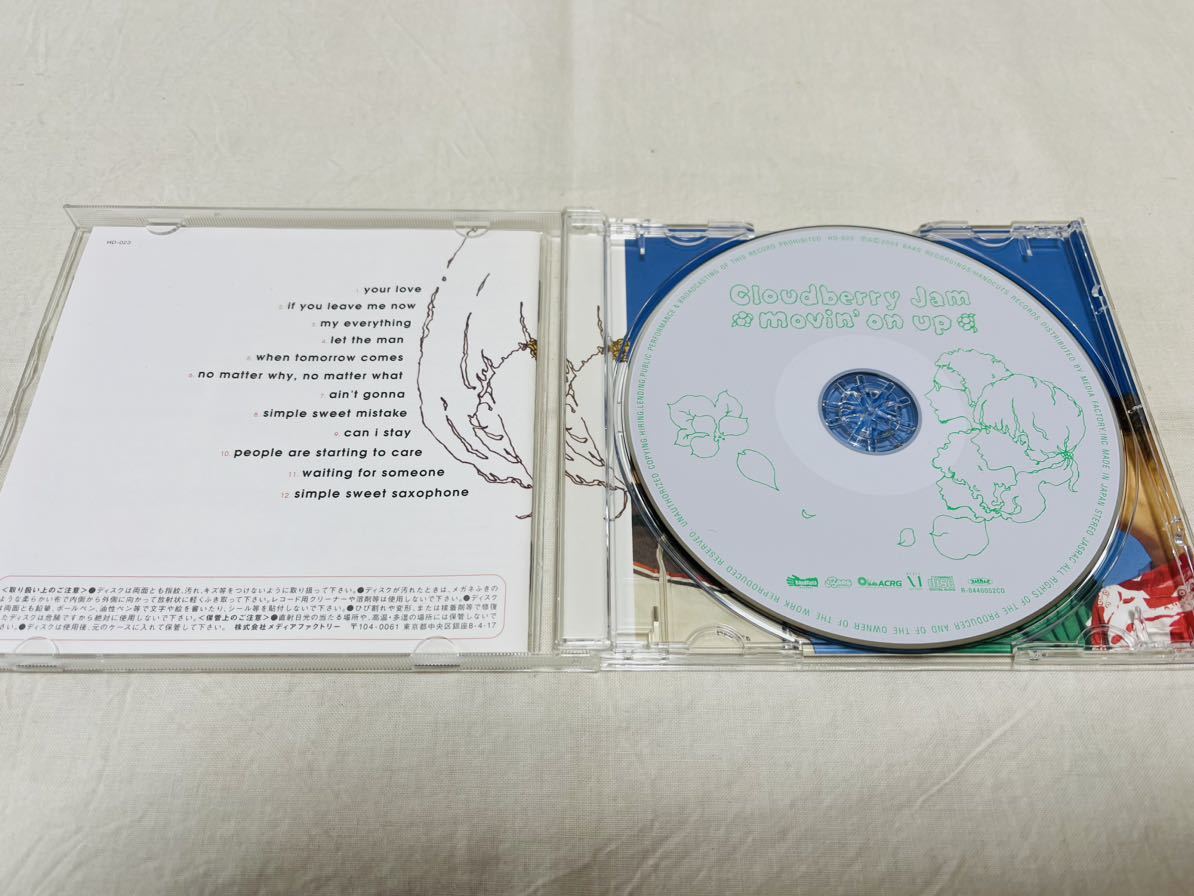 HD-023
1. your love
2. if you leave me now
3. my everything
4. let the man
5. when tomorrow comes
6. no matter why, no matter what
7. ain't gonna
8. simple sweet mistake
9. can i stay
10. people are starting to care
11. waiting for someone
12. simple sweet saxophone
<取り扱い上のご注意>●ディスクは両面とも指紋、汚れ、キズ等をつけないように取り扱って下さい。●ディスクが汚れたときは、メガネふきの
ような柔らかい布で内側から外側に向かって放射状に軽くふき取って下さい。レコード用クリーナーや溶剤等は使用しないで下さい。●ディスク
は両面とも鉛筆、ボールペン、油性ペン等で文字や絵を書いたり、シール等を貼付しないで下さい。●ひび割れや変形、または接着剤等で修復
たディスクは危険ですから絶対に使用しないで下さい。<保管上のご注意>●直射日光の当たる場所や、高温・多湿の場所には保管しないで
さい。●ディスクは使用後、元のケースに入れて保管して下さい。 株式会社メディアファクトリー 〒104-0061 東京都中央区銀座8-4-17
Cloudberry Jam
movin' on up
ALL RIGHTS OF THE PRODUCER AND OF THE OWNER OF THE WORK REPRODUCED RESERVED. UNAUTHORIZED COPYING, HIRING, LENDING, PUBLIC PERFORMANCE & BROADCASTING OF THIS RECORD PROHIBITED HD-023 2004 RECORDINGS/HANDCUTS RECORDS DISTRIBUTED BY MEDIA FACTORY, INC MADE IN JAPAN STEREO JASRAC
ACRG
R-0440052CD